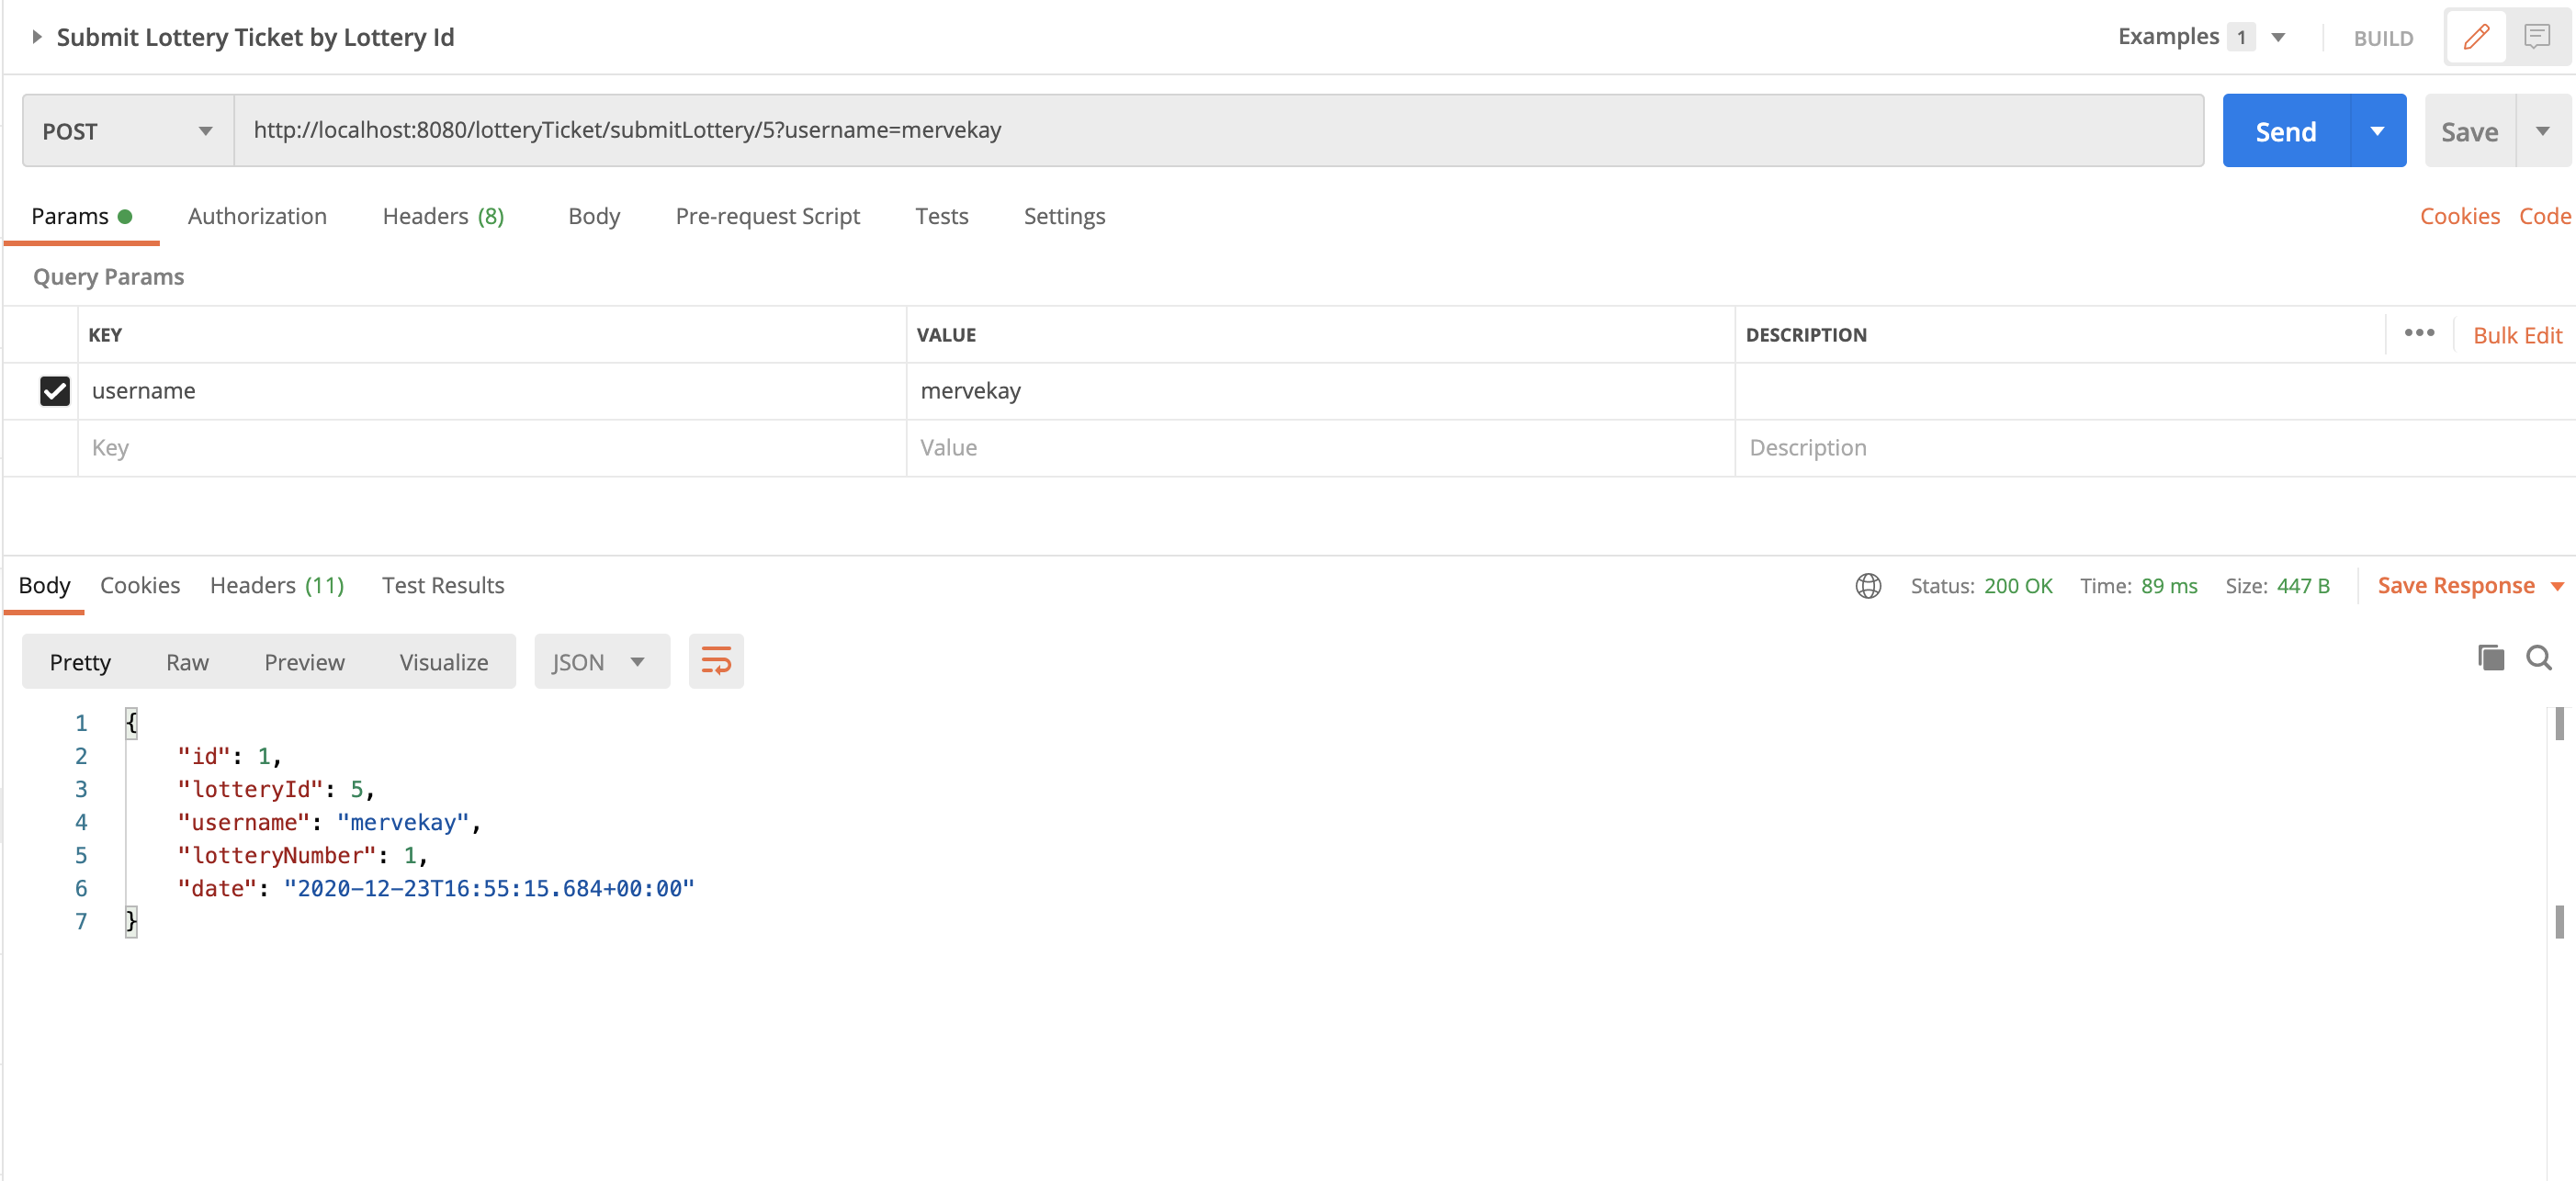 Submit Lottery Ticket by Lottery Id
Examples 1
BUILD
POST
http://localhost:8080/lotteryTicket/submitLottery/5?username=mervekay
Send
Save
Params
Authorization
Headers (8)
Body
Pre-request Script
Tests
Settings
Cookies
Code
Query Params
KEY
VALUE
DESCRIPTION
Bulk Edit
username
mervekay
Key
Value
Description
Body
Cookies
Headers (11)
Test Results
Status: 200 OK
Time: 89 ms
Size: 447 B
Save Response
Pretty
Raw
Preview
Visualize
JSON
1 {
2 "id": 1,
3 "lotteryId": 5,
4 "username": "mervekay",
5 "lotteryNumber": 1,
6 "date": "2020-12-23T16:55:15.684+00:00"
7 }